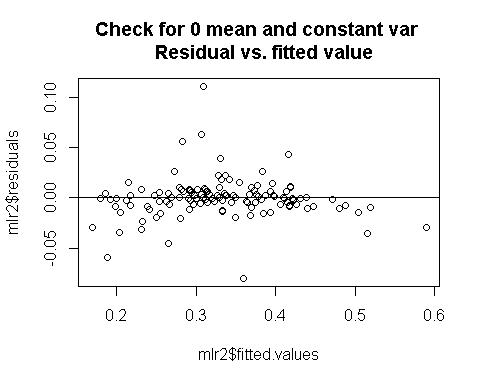 Check for 0 mean and constant var
Residual vs. fitted value
mlr2$residuals
0.10
0.05
0.00
-0.05
0.2 0.3 0.4 0.5 0.6
mlr2$fitted.values